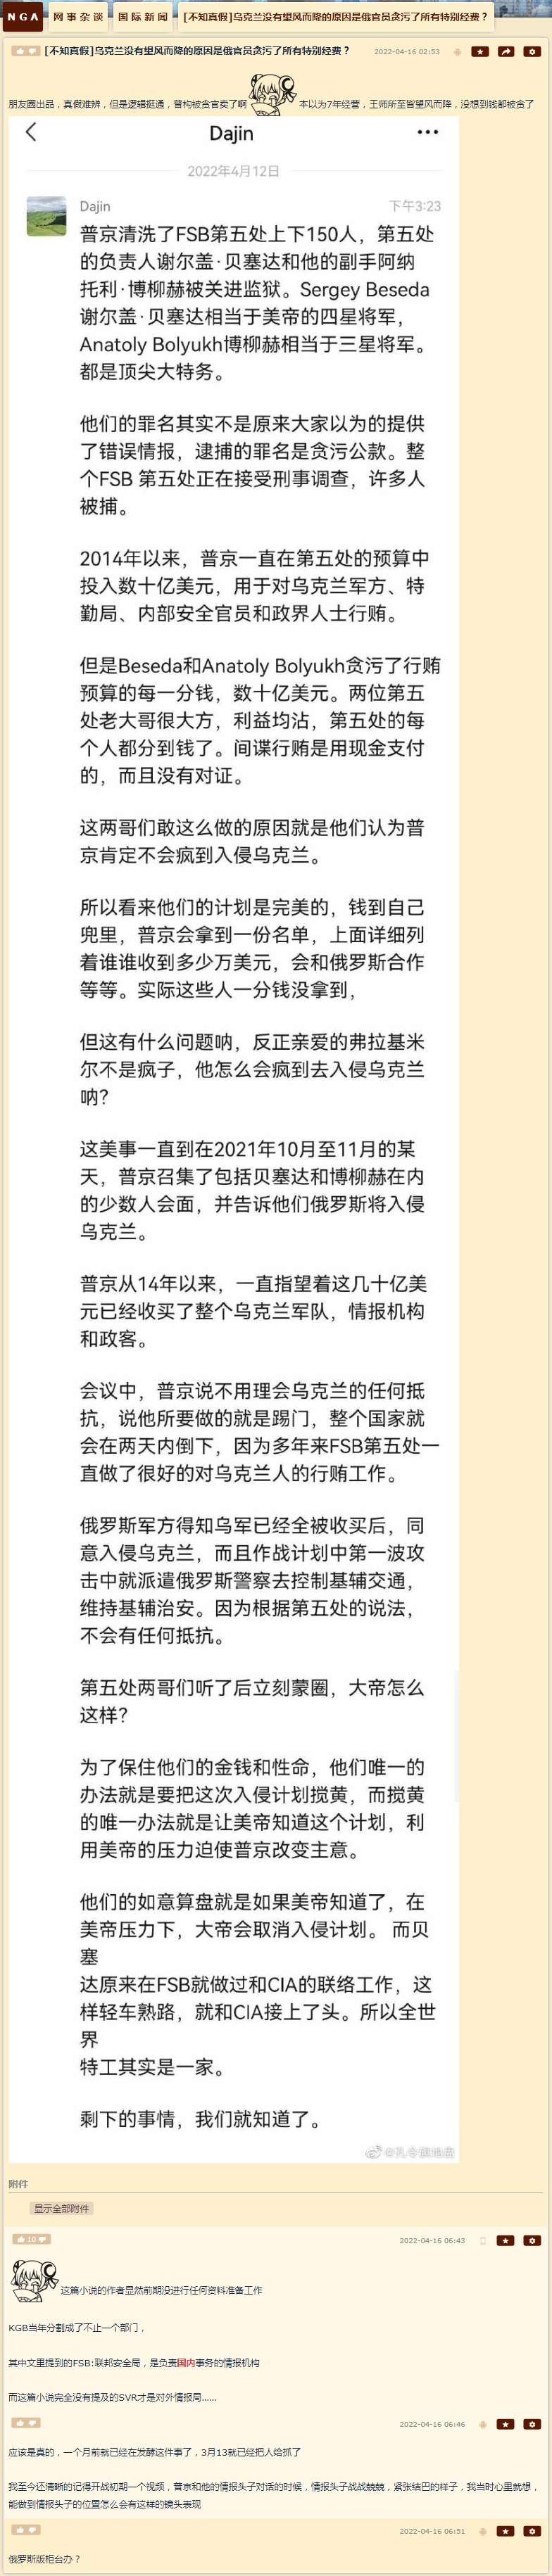 NGA 网事杂谈 国际新闻 [不知真假]乌克兰没有望风而降的原因是俄官员贪污了所有特别经费?
[不知真假]乌克兰没有望风而降的原因是俄官员贪污了所有特别经费? 2022-04-16 02:53
朋友圈出品，真假难辨，但是逻辑挺通，曾构被贪官卖了啊 本以为7年经营，王师所至皆望风而降，没想到钱都被贪了
Dajin
2022年4月12日
Dajin 下午3:23
普京清洗了FSB第五处上下150人，第五处
的负责人谢尔盖·贝塞达和他的副手阿纳
托利·博柳赫被关进监狱。Sergey Beseda
谢尔盖·贝塞达相当于美帝的四星将军，
Anatoly Bolyukh博柳赫相当于三星将军。
都是顶尖大特务。
他们的罪名其实不是原来大家以为的提供
了错误情报，逮捕的罪名是贪污公款。整
个FSB 第五处正在接受刑事调查，许多人
被捕。
2014年以来，普京一直在第五处的预算中
投入数十亿美元，用于对乌克兰军方、特
勤局、内部安全官员和政界人士行贿。
但是Beseda和Anatoly Bolyukh贪污了行贿
预算的每一分钱，数十亿美元。两位第五
处老大哥很大方，利益均沾，第五处的每
个人都分到钱了。间谍行贿是用现金支付
的，而且没有对证。
这两哥们敢这么做的原因就是他们认为普
京肯定不会疯到入侵乌克兰。
所以看来他们的计划是完美的，钱到自己
兜里，普京会拿到一份名单，上面详细列
着谁谁收到多少万美元，会和俄罗斯合作
等等。实际这些人一分钱没拿到，
但这有什么问题呐，反正亲爱的弗拉基米
尔不是疯子，他怎么会疯到去入侵乌克兰
呐?
这美事一直到在2021年10月至11月的某
天，普京召集了包括贝塞达和博柳赫在内
的少数人会面，并告诉他们俄罗斯将入侵
乌克兰。
普京从14年以来，一直指望着这几十亿美
元已经收买了整个乌克兰军队，情报机构
和政客。
会议中，普京说不用理会乌克兰的任何抵
抗，说他所要做的就是踢门，整个国家就
会在两天内倒下，因为多年来FSB第五处一
直做了很好的对乌克兰人的行贿工作。
俄罗斯军方得知乌军已经全被收买后，同
意入侵乌克兰，而且作战计划中第一波攻
击中就派遣俄罗斯警察去控制基辅交通，
维持基辅治安。因为根据第五处的说法，
不会有任何抵抗。
第五处两哥们听了后立刻蒙圈，大帝怎么
这样?
为了保住他们的金钱和性命，他们唯一的
办法就是要把这次入侵计划搅黄，而搅黄
的唯一办法就是让美帝知道这个计划，利
用美帝的压力迫使普京改变主意。
他们的如意算盘就是如果美帝知道了，在
美帝压力下，大帝会取消入侵计划。 而贝
塞
达原来在FSB就做过和CIA的联络工作，这
样轻车熟路，就和CIA接上了头。所以全世
界
特工其实是一家。
剩下的事情，我们就知道了。
附件
显示全部附件
10 2022-04-16 06:43
这篇小说的作者显然前期没进行任何资料准备工作
KGB当年分割成了不止一个部门，
其中文里提到的FSB:联邦安全局，是负责国内事务的情报机构
而这篇小说完全没有提及的SVR才是对外情报局……
2022-04-16 06:46
应该是真的，一个月前就已经在发酵这件事了，3月13就已经把人给抓了
我至今还清晰的记得开战初期一个视频，普京和他的情报头子对话的时候，情报头子战战兢兢，紧张结巴的样子，我当时心里就想，
能做到情报头子的位置怎么会有这样的镜头表现
2022-04-16 06:51
俄罗斯版柜台办？